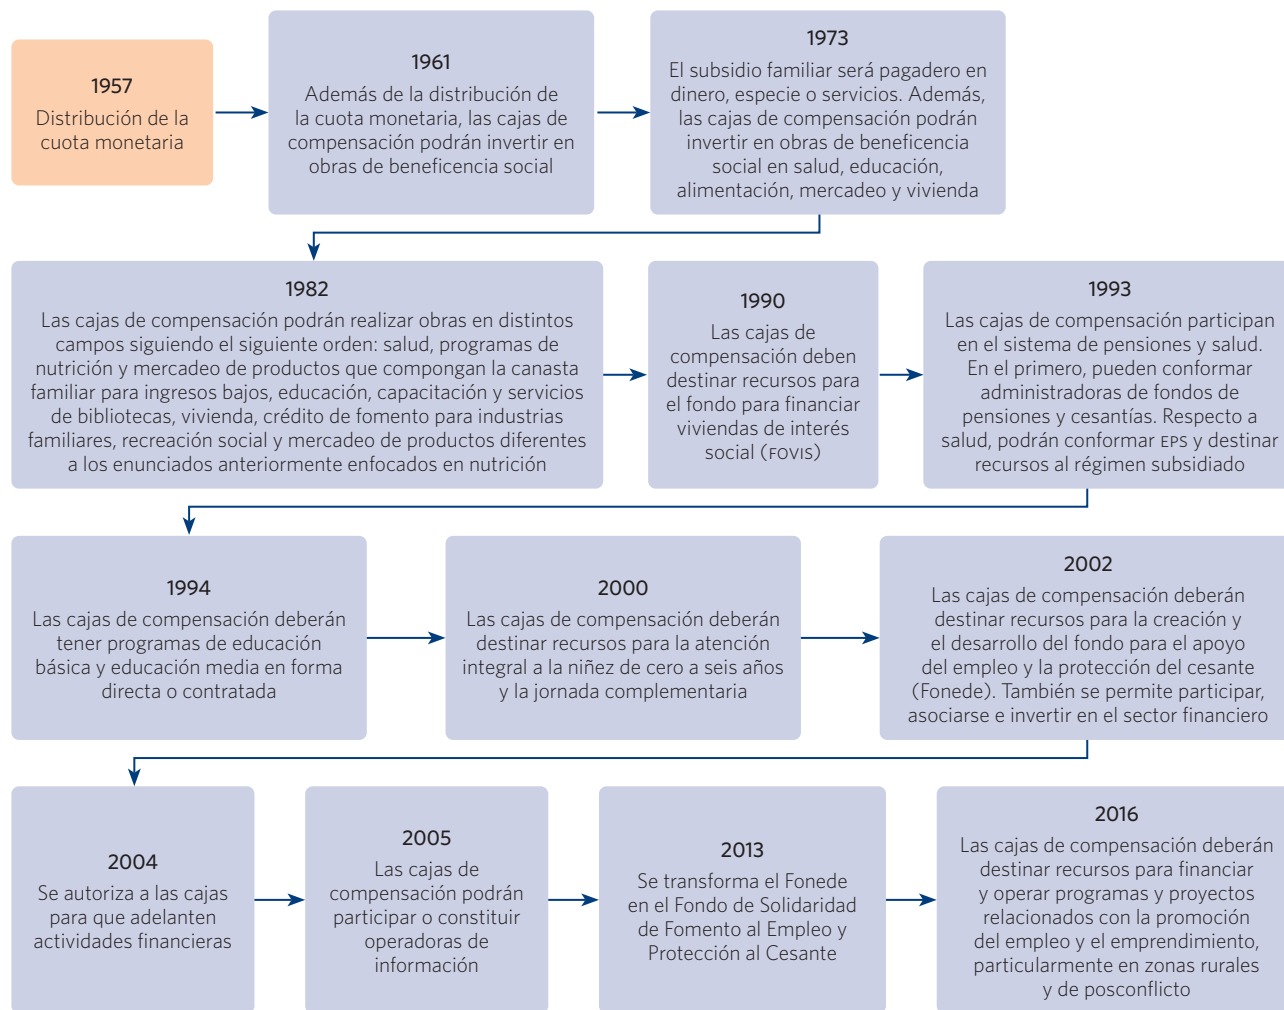 1957
Distribución de la
cuota monetaria
1961
Además de la distribución de
la cuota monetaria, las cajas de
compensación podrán invertir en
obras de beneficencia social
1973
El subsidio familiar será pagadero en
dinero, especie o servicios. Además,
las cajas de compensación podrán
invertir en obras de beneficencia
social en salud, educación,
alimentación, mercadeo y vivienda
1982
Las cajas de compensación podrán realizar obras en distintos
campos siguiendo el siguiente orden: salud, programas de
nutrición y mercadeo de productos que compongan la canasta
familiar para ingresos bajos, educación, capacitación y servicios
de bibliotecas, vivienda, crédito de fomento para industrias
familiares, recreación social y mercadeo de productos diferentes
a los enunciados anteriormente enfocados en nutrición
1990
Las cajas de
compensación deben
destinar recursos para
el fondo para financiar
viviendas de interés
social (FOVIS)
1993
Las cajas de compensación participan
en el sistema de pensiones y salud.
En el primero, pueden conformar
administradoras de fondos de
pensiones y cesantías. Respecto a
salud, podrán conformar EPS y destinar
recursos al régimen subsidiado
1994
Las cajas de compensación deberán
tener programas de educación
básica y educación media en forma
directa o contratada
2000
Las cajas de compensación deberán
destinar recursos para la atención
integral a la niñez de cero a seis años
y la jornada complementaria
2002
Las cajas de compensación deberán
destinar recursos para la creación y
el desarrollo del fondo para el apoyo
del empleo y la protección del cesante
(Fonede). También se permite participar,
asociarse e invertir en el sector financiero
2004
Se autoriza a las cajas
para que adelanten
actividades financieras
2005
Las cajas de
compensación podrán
participar o constituir
operadoras de
información
2013
Se transforma el Fonede
en el Fondo de Solidaridad
de Fomento al Empleo y
Protección al Cesante
2016
Las cajas de compensación deberán
destinar recursos para financiar
y operar programas y proyectos
relacionados con la promoción
del empleo y el emprendimiento,
particularmente en zonas rurales
y de posconflicto